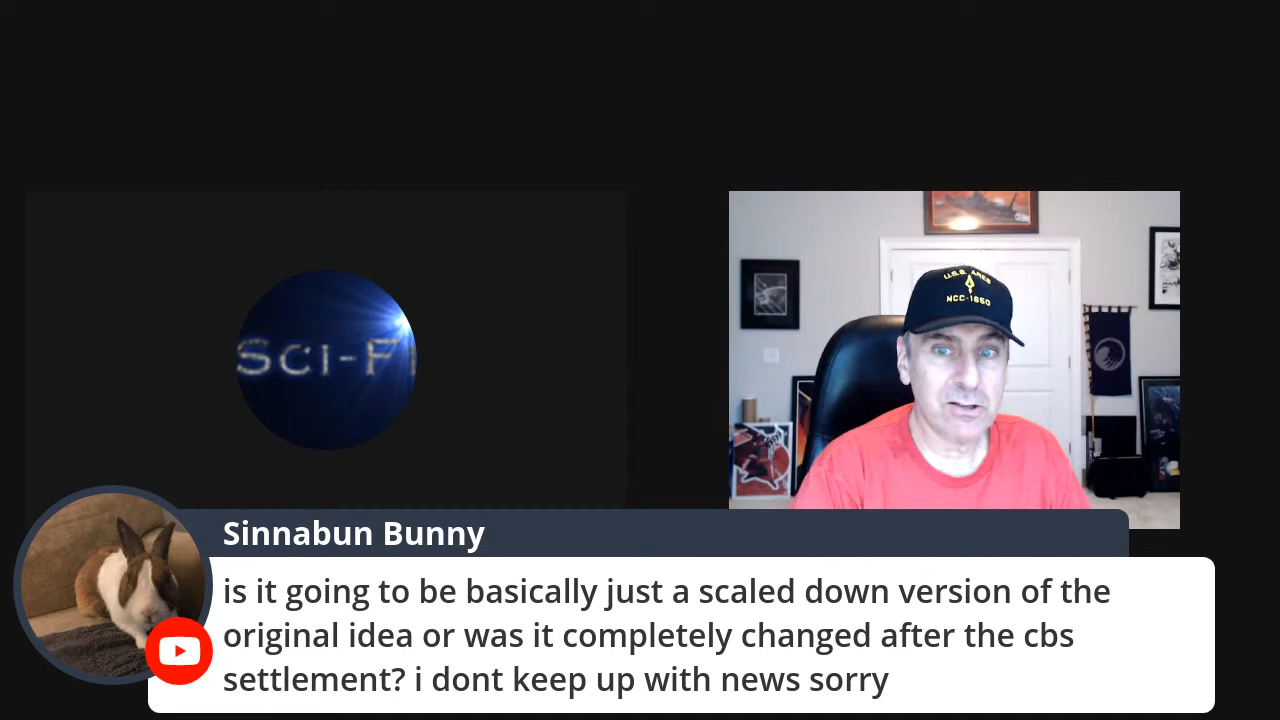 Sci-Fi
U.S.S. ARES
NCC-1650
Sinnabun Bunny
is it going to be basically just a scaled down version of the
original idea or was it completely changed after the cbs
settlement? i dont keep up with news sorry